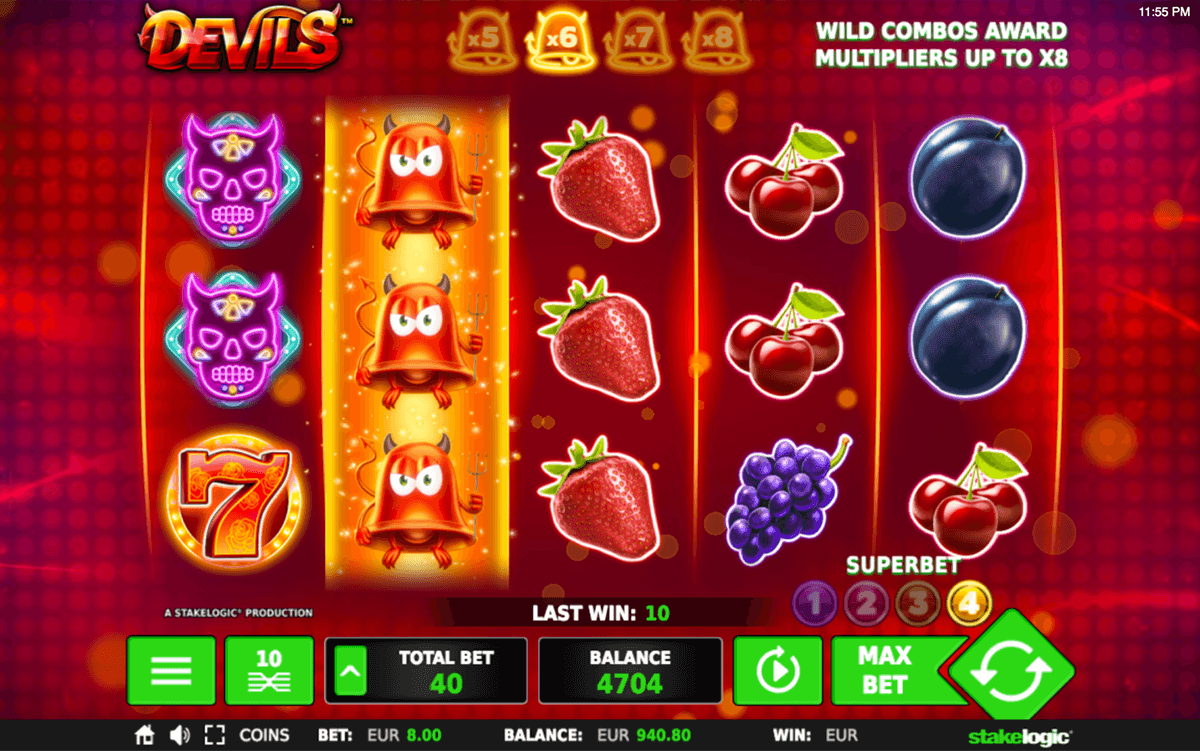 11:55 PM
DEVILS™
x5
x6
x7
x8
WILD COMBOS AWARD
MULTIPLIERS UP TO X8
7
SUPERBET
1
2
3
4
A STAKELOGIC® PRODUCTION
LAST WIN: 10
10
TOTAL BET
40
BALANCE
4704
MAX
BET
COINS BET: EUR 8.00 BALANCE: EUR 940.80 WIN: EUR
stakelogic®